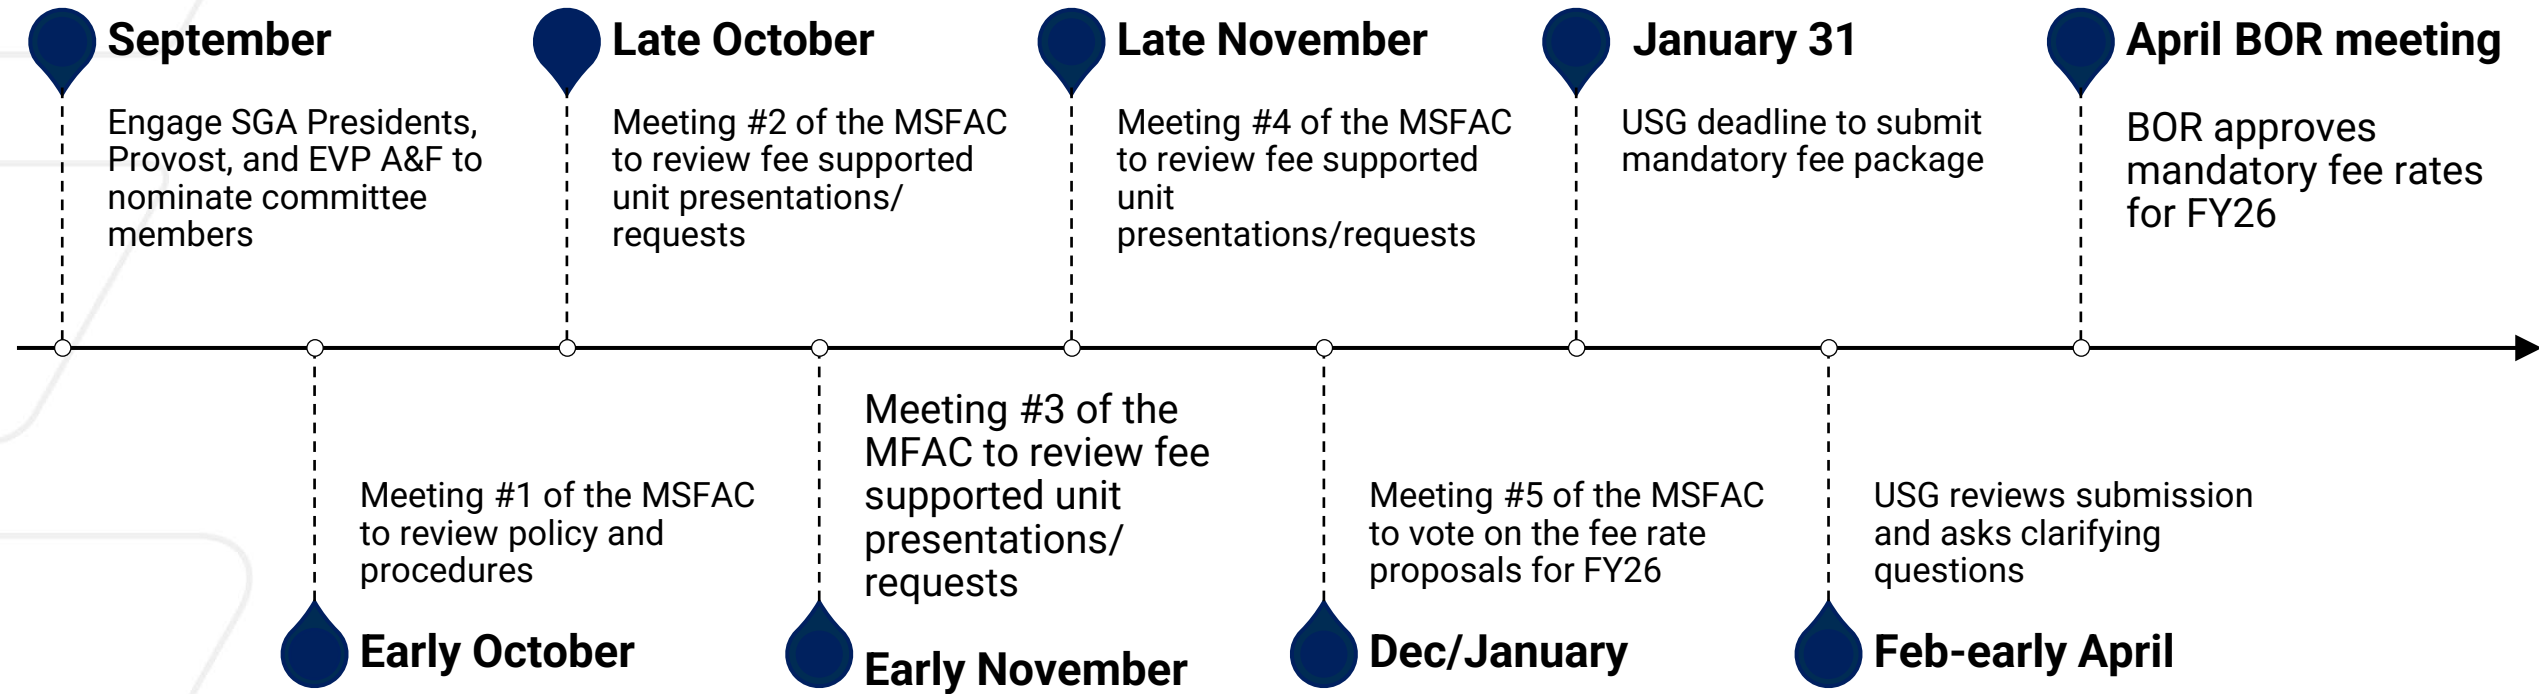 September
Engage SGA Presidents,
Provost, and EVP A&F to
nominate committee
members
Early October
Meeting #1 of the MSFAC
to review policy and
procedures
Late October
Meeting #2 of the MSFAC
to review fee supported
unit presentations/
requests
Early November
Meeting #3 of the
MFAC to review fee
supported unit
presentations/
requests
Late November
Meeting #4 of the MSFAC
to review fee supported
unit
presentations/requests
Dec/January
Meeting #5 of the MSFAC
to vote on the fee rate
proposals for FY26
January 31
USG deadline to submit
mandatory fee package
Feb-early April
USG reviews submission
and asks clarifying
questions
April BOR meeting
BOR approves
mandatory fee rates
for FY26